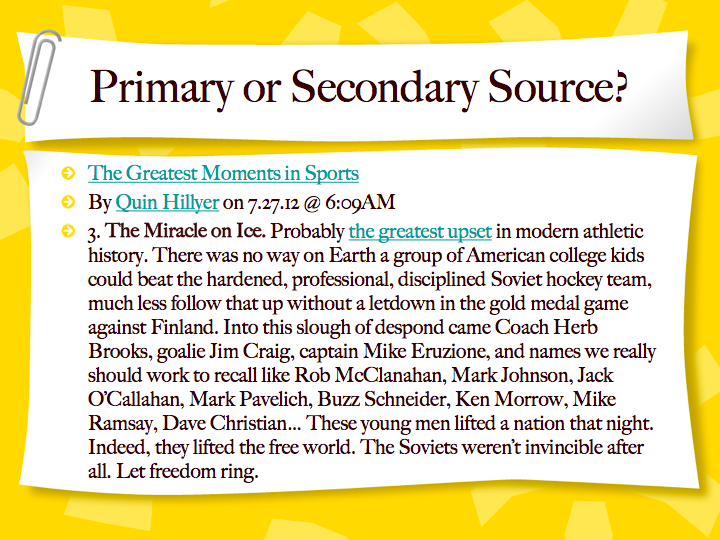 Primary or Secondary Source?
The Greatest Moments in Sports
By Quin Hillyer on 7.27.12 @ 6:09AM
3. The Miracle on Ice. Probably the greatest upset in modern athletic
history. There was no way on Earth a group of American college kids
could beat the hardened, professional, disciplined Soviet hockey team,
much less follow that up without a letdown in the gold medal game
against Finland. Into this slough of despond came Coach Herb
Brooks, goalie Jim Craig, captain Mike Eruzione, and names we really
should work to recall like Rob McClanahan, Mark Johnson, Jack
O'Callahan, Mark Pavelich, Buzz Schneider, Ken Morrow, Mike
Ramsay, Dave Christian... These young men lifted a nation that night.
Indeed, they lifted the free world. The Soviets weren't invincible after
all. Let freedom ring.